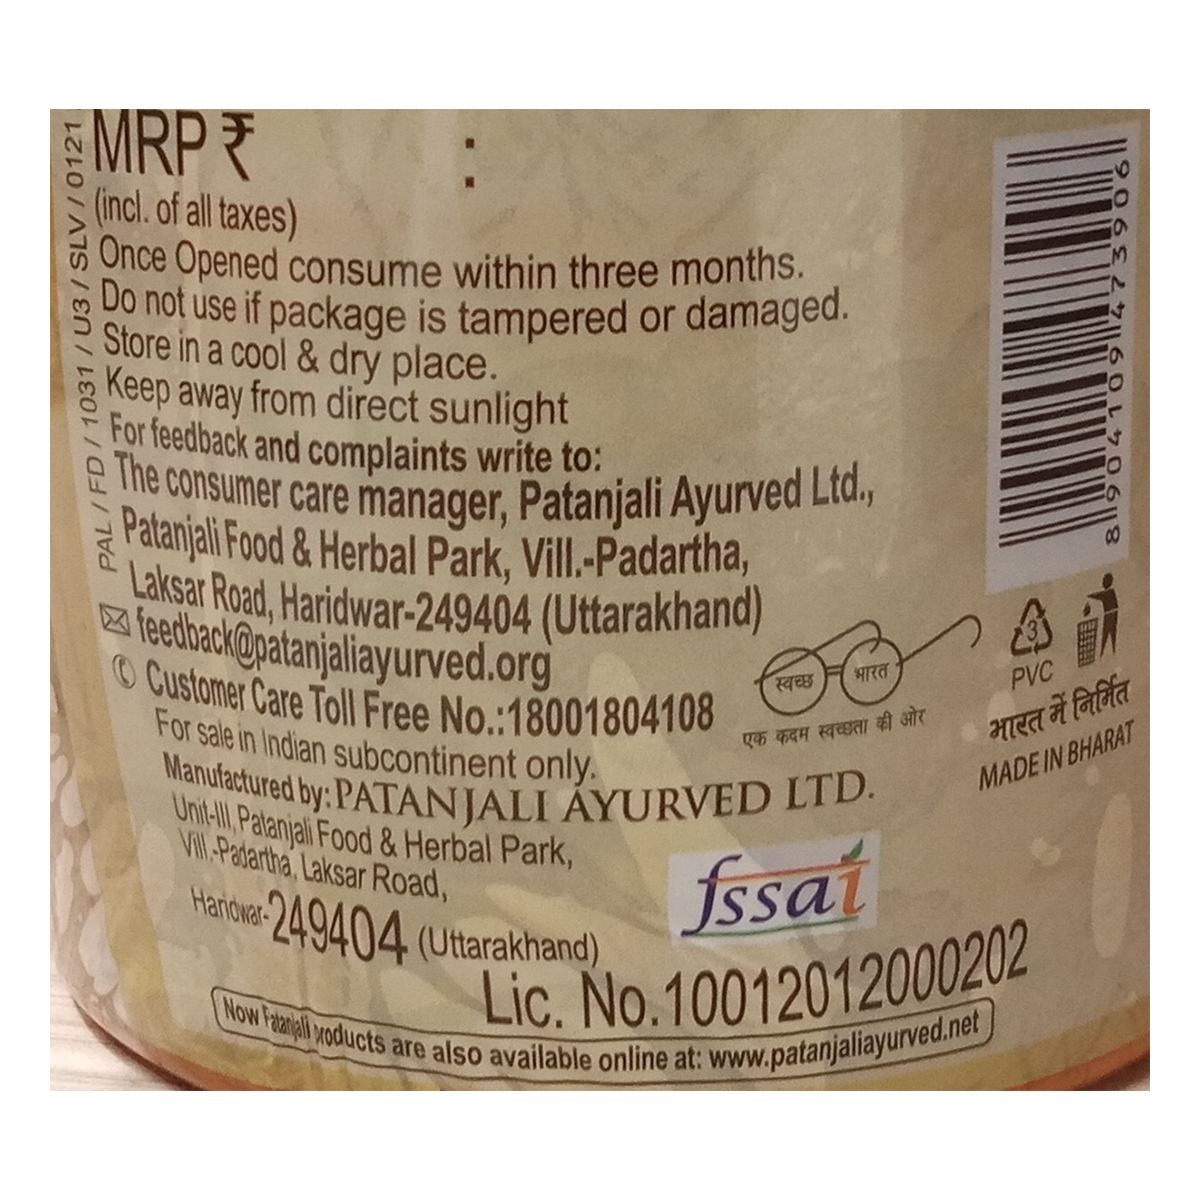 MRP ₹ :
(incl. of all taxes)
Once Opened consume within three months.
Do not use if package is tampered or damaged.
Store in a cool & dry place.
Keep away from direct sunlight
For feedback and complaints write to:
The consumer care manager, Patanjali Ayurved Ltd.,
Patanjali Food & Herbal Park, Vill.-Padartha,
Laksar Road, Haridwar-249404 (Uttarakhand)
feedback@patanjaliayurved.org
Customer Care Toll Free No.:18001804108
For sale in Indian subcontinent only.
Manufactured by: PATANJALI AYURVED LTD.
Unit-III, Patanjali Food & Herbal Park,
Vill.-Padartha, Laksar Road,
Haridwar-249404 (Uttarakhand)
Lic. No.10012012000202
Now Patanjali products are also available online at: www.patanjaliayurved.net
PAL / FD / 1031 / U3 / SLV / 0121
8 904109 473906
स्वच्छ भारत
एक कदम स्वच्छता की ओर
3
PVC
भारत में निर्मित
MADE IN BHARAT
fssai